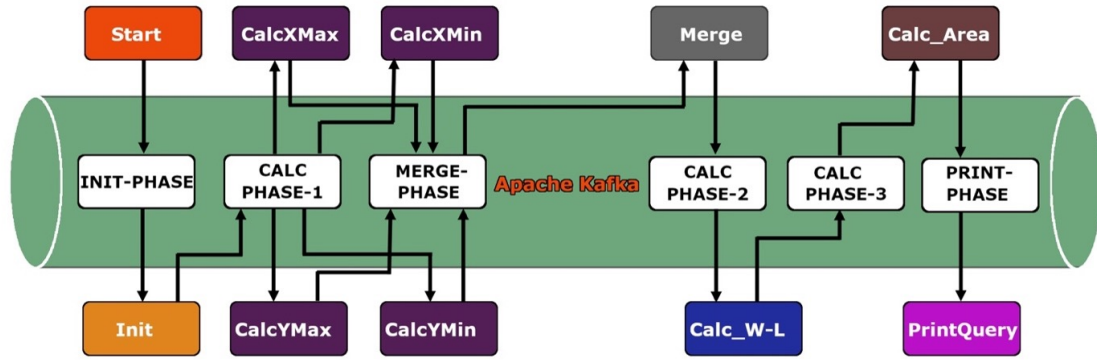 Start
CalcXMax
CalcXMin
Merge
Calc_Area
INIT-PHASE
CALC
PHASE-1
MERGE-
PHASE
Apache Kafka
CALC
PHASE-2
CALC
PHASE-3
PRINT-
PHASE
Init
CalcYMax
CalcYMin
Calc_W-L
PrintQuery